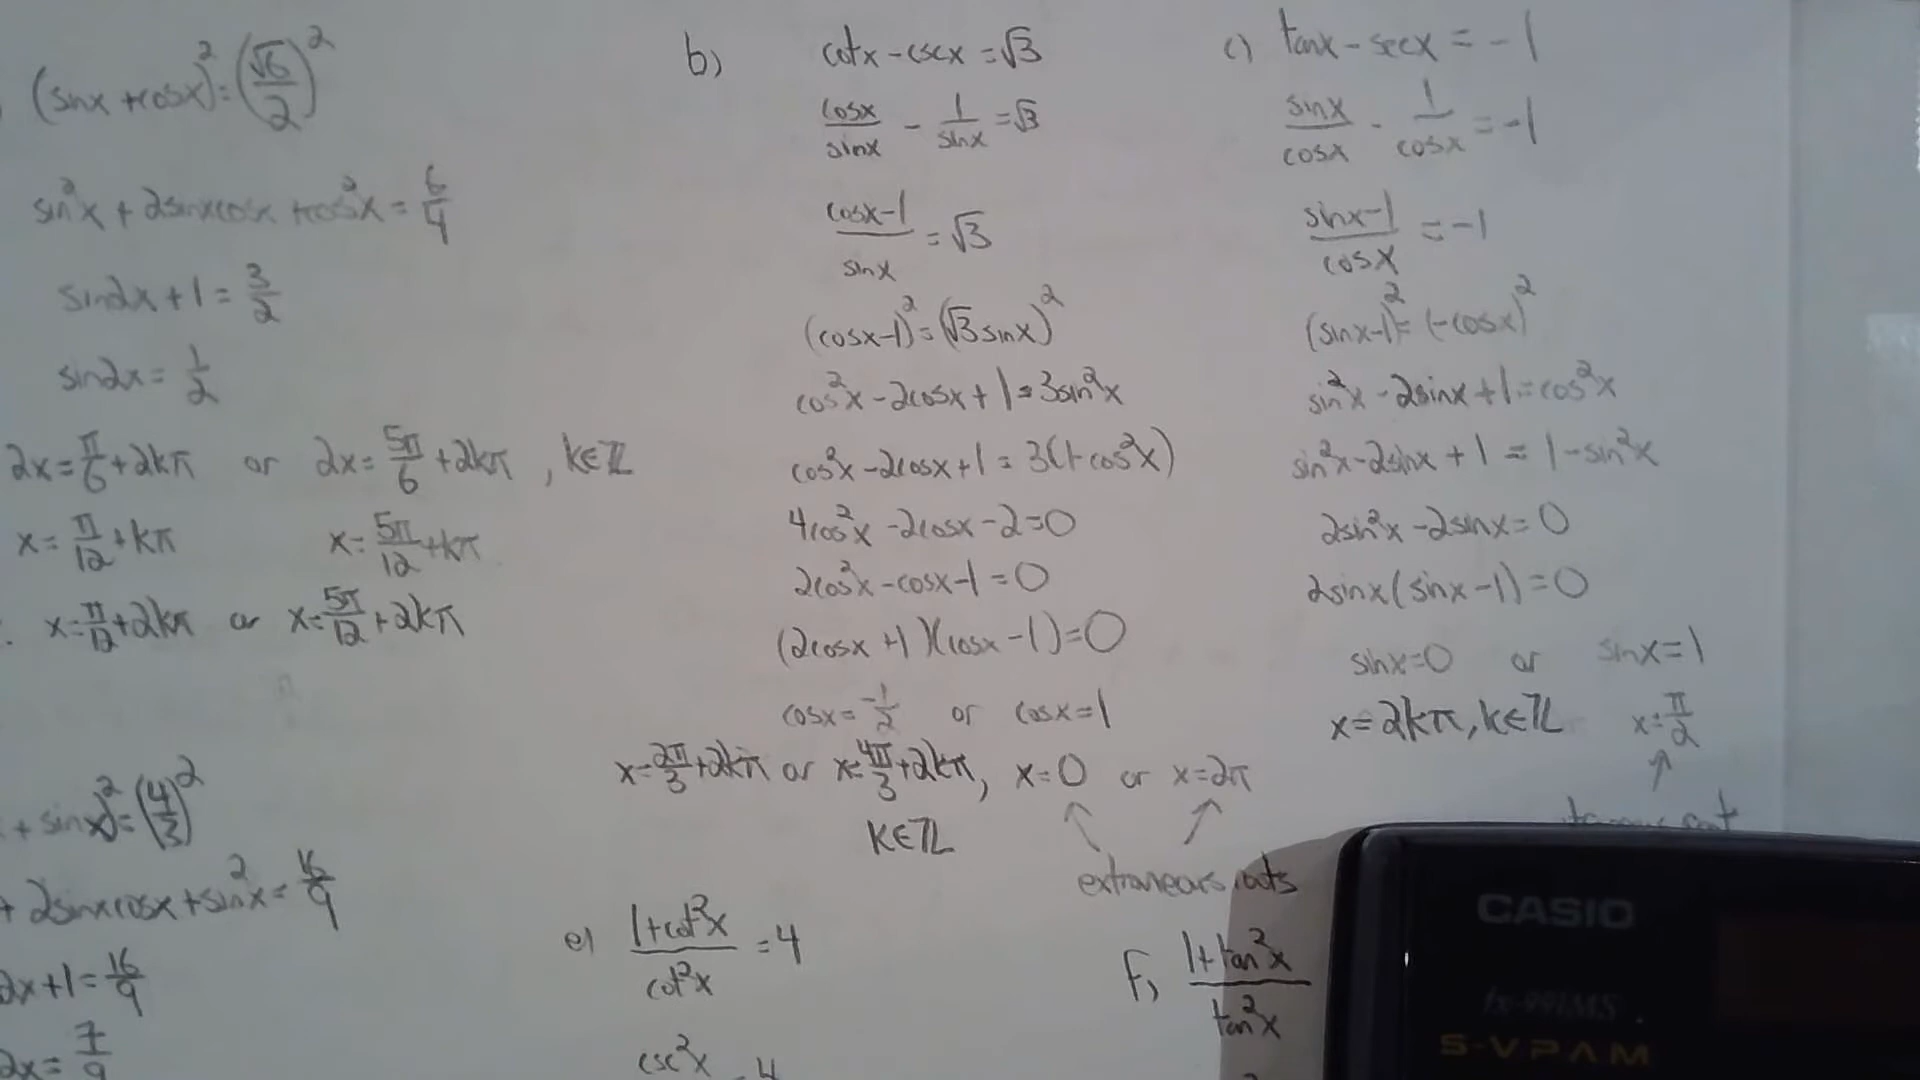 (sinx + cosx)² = (√6/2)²
sin²x + 2sinxcosx + cos²x = 6/4
sin2x + 1 = 3/2
sin2x = 1/2
2x = π/6 + 2kπ or 2x = 5π/6 + 2kπ , k∈ℤ
x = π/12 + kπ x = 5π/12 + kπ
x = π/12 + 2kπ or x = 5π/12 + 2kπ
b) cotx - cscx = √3
cosx/sinx - 1/sinx = √3
cosx-1/sinx = √3
(cosx-1)² = (√3 sinx)²
cos²x - 2cosx + 1 = 3sin²x
cos²x - 2cosx + 1 = 3(1-cos²x)
4cos²x - 2cosx - 2 = 0
2cos²x - cosx - 1 = 0
(2cosx + 1)(cosx - 1) = 0
cosx = -1/2 or cosx = 1
x = 2π/3 + 2kπ or x = 4π/3 + 2kπ, x = 0 or x = 2π
k∈ℤ
extraneous roots
c) tanx - secx = -1
sinx/cosx - 1/cosx = -1
sinx-1/cosx = -1
(sinx-1)² = (-cosx)²
sin²x - 2sinx + 1 = cos²x
sin²x - 2sinx + 1 = 1 - sin²x
2sin²x - 2sinx = 0
2sinx(sinx - 1) = 0
sinx = 0 or sinx = 1
x = 2kπ, k∈ℤ x = π/2
+ sinx)² = (4/3)²
+ 2sinxcosx + sin²x = 16/9
2x + 1 = 16/9
2x = 7/9
e) 1+cot²x/cot²x = 4
csc²x = 4
f) 1+tan²x/tan²x
CASIO
fx-991MS
S-VPAM